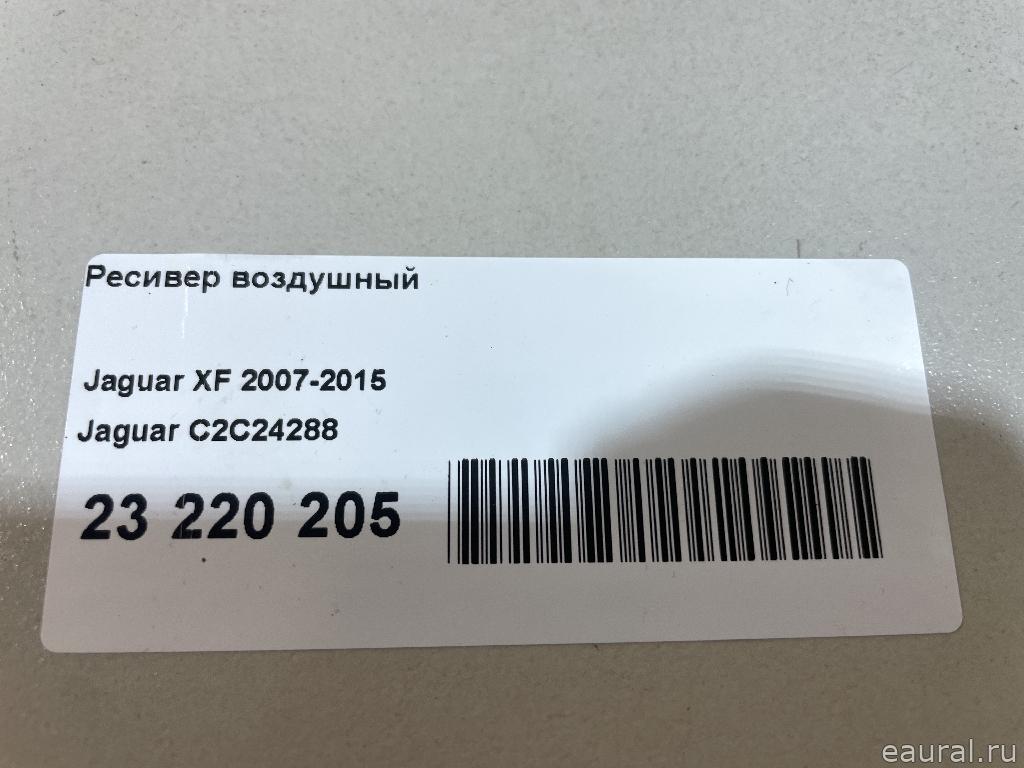 Ресивер воздушный
Jaguar XF 2007-2015
Jaguar C2C24288
23 220 205
eaural.ru